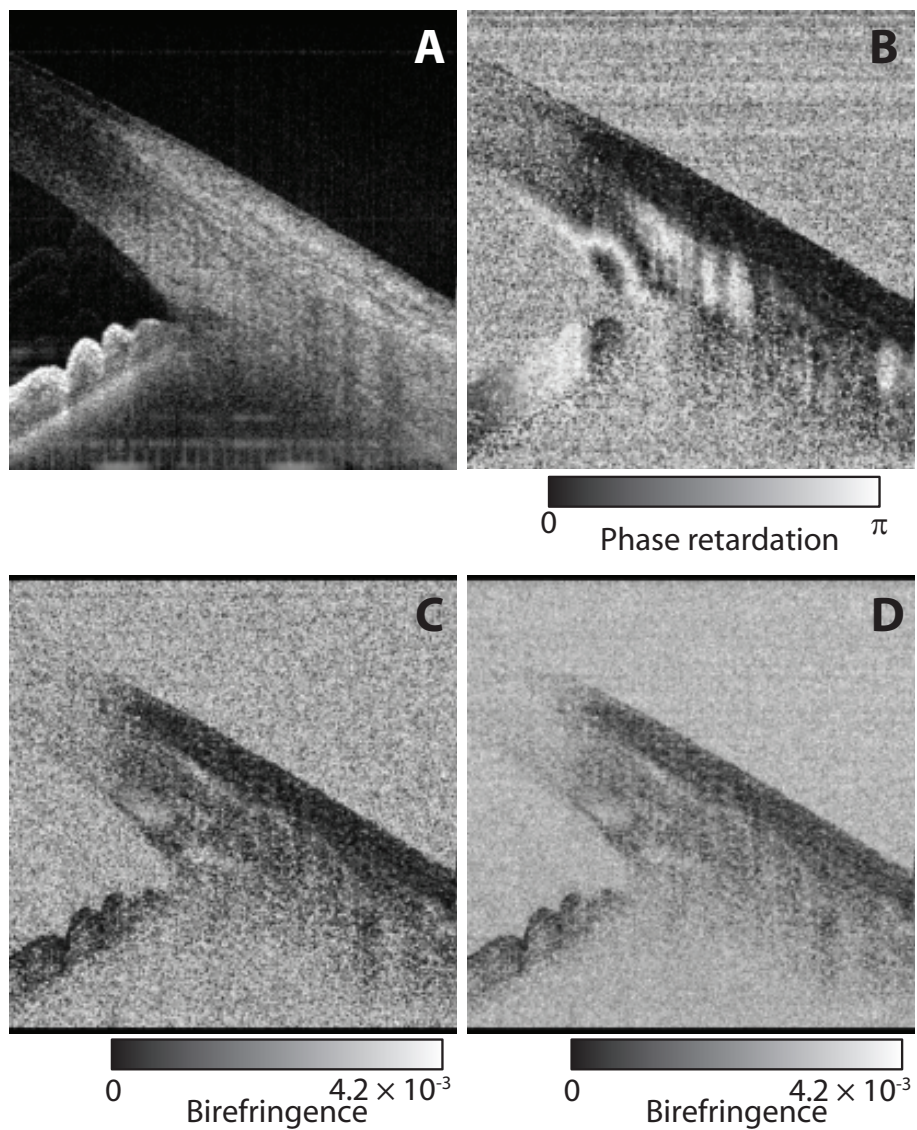 A
B
0
π
Phase retardation
C
D
0
4.2 × 10-3
Birefringence
0
4.2 × 10-3
Birefringence